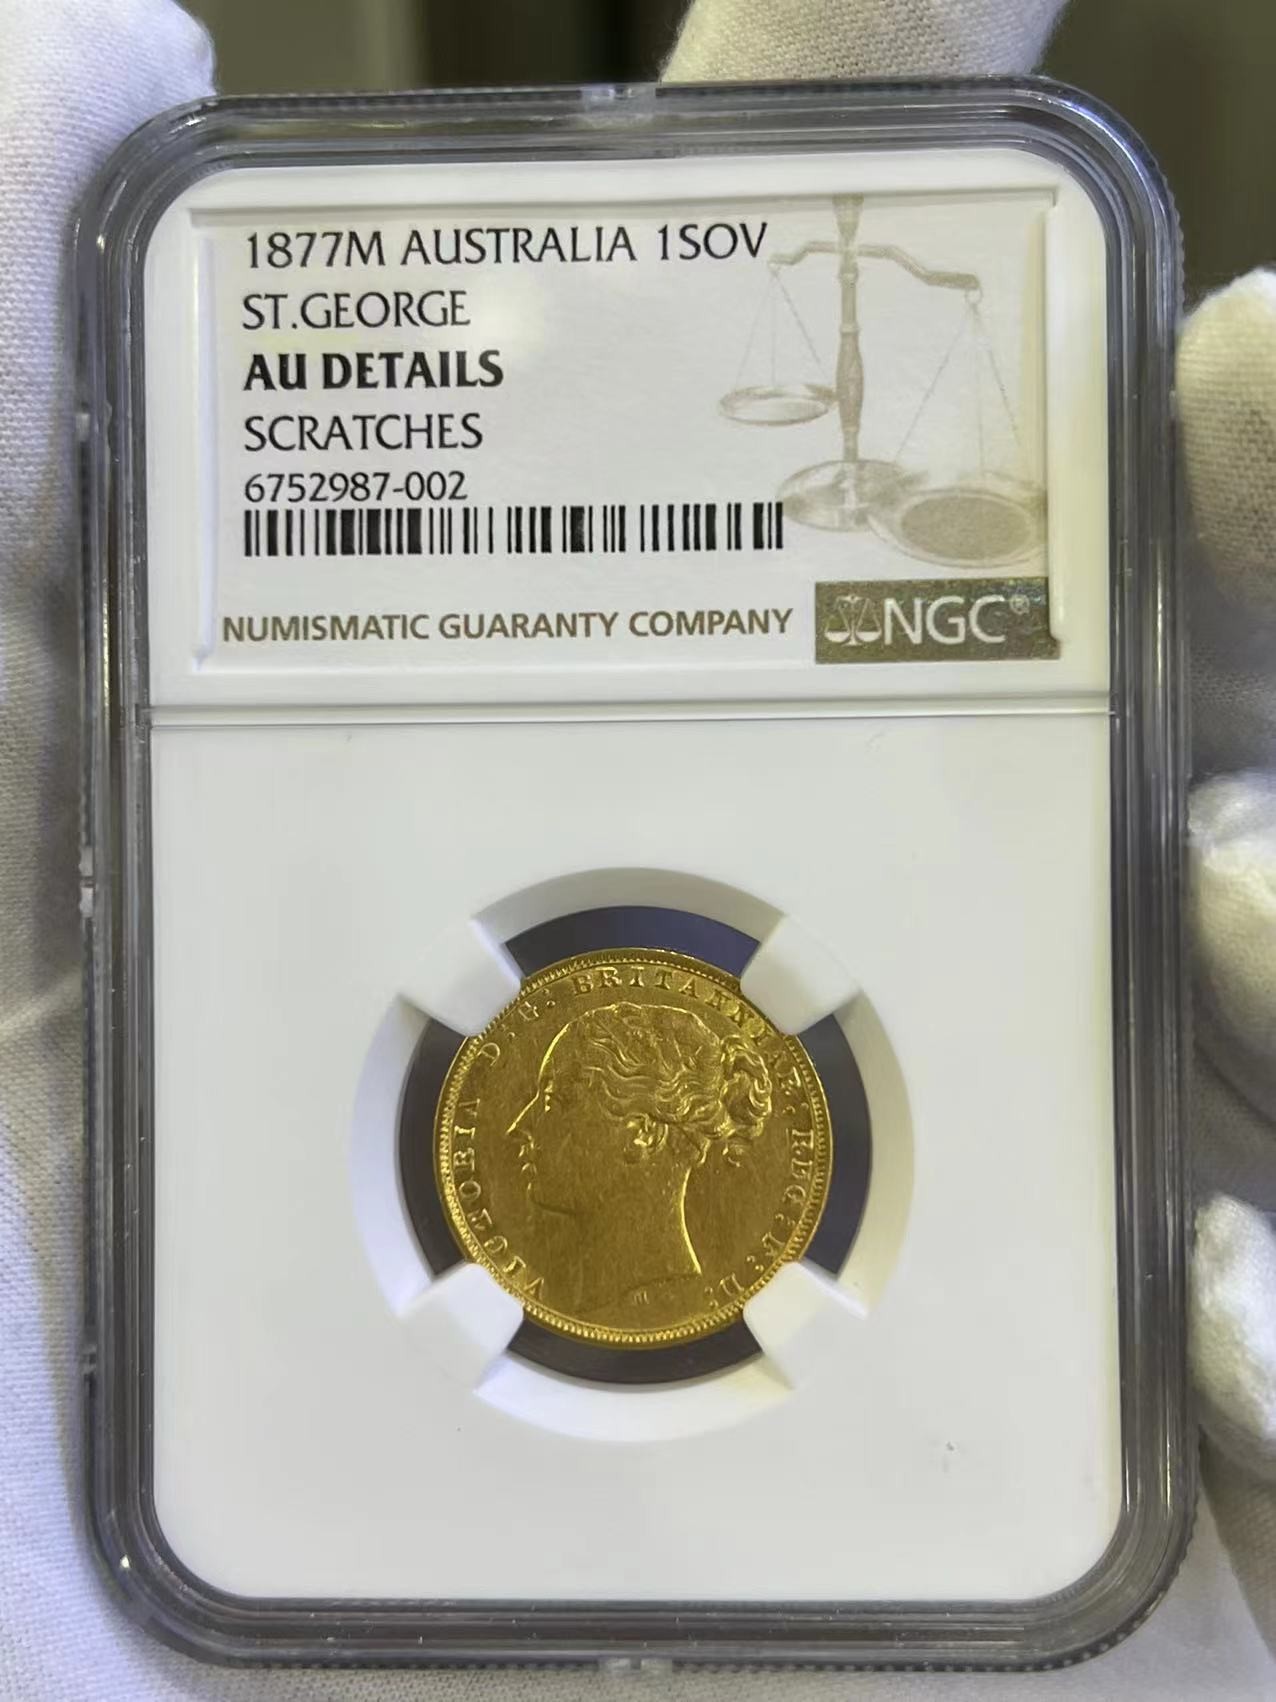 1877M AUSTRALIA 1SOV
ST.GEORGE
AU DETAILS
SCRATCHES
6752987-002
NUMISMATIC GUARANTY COMPANY
NGC®
VICTORIA D:G: BRITANNIAR: REG: F: D:
M